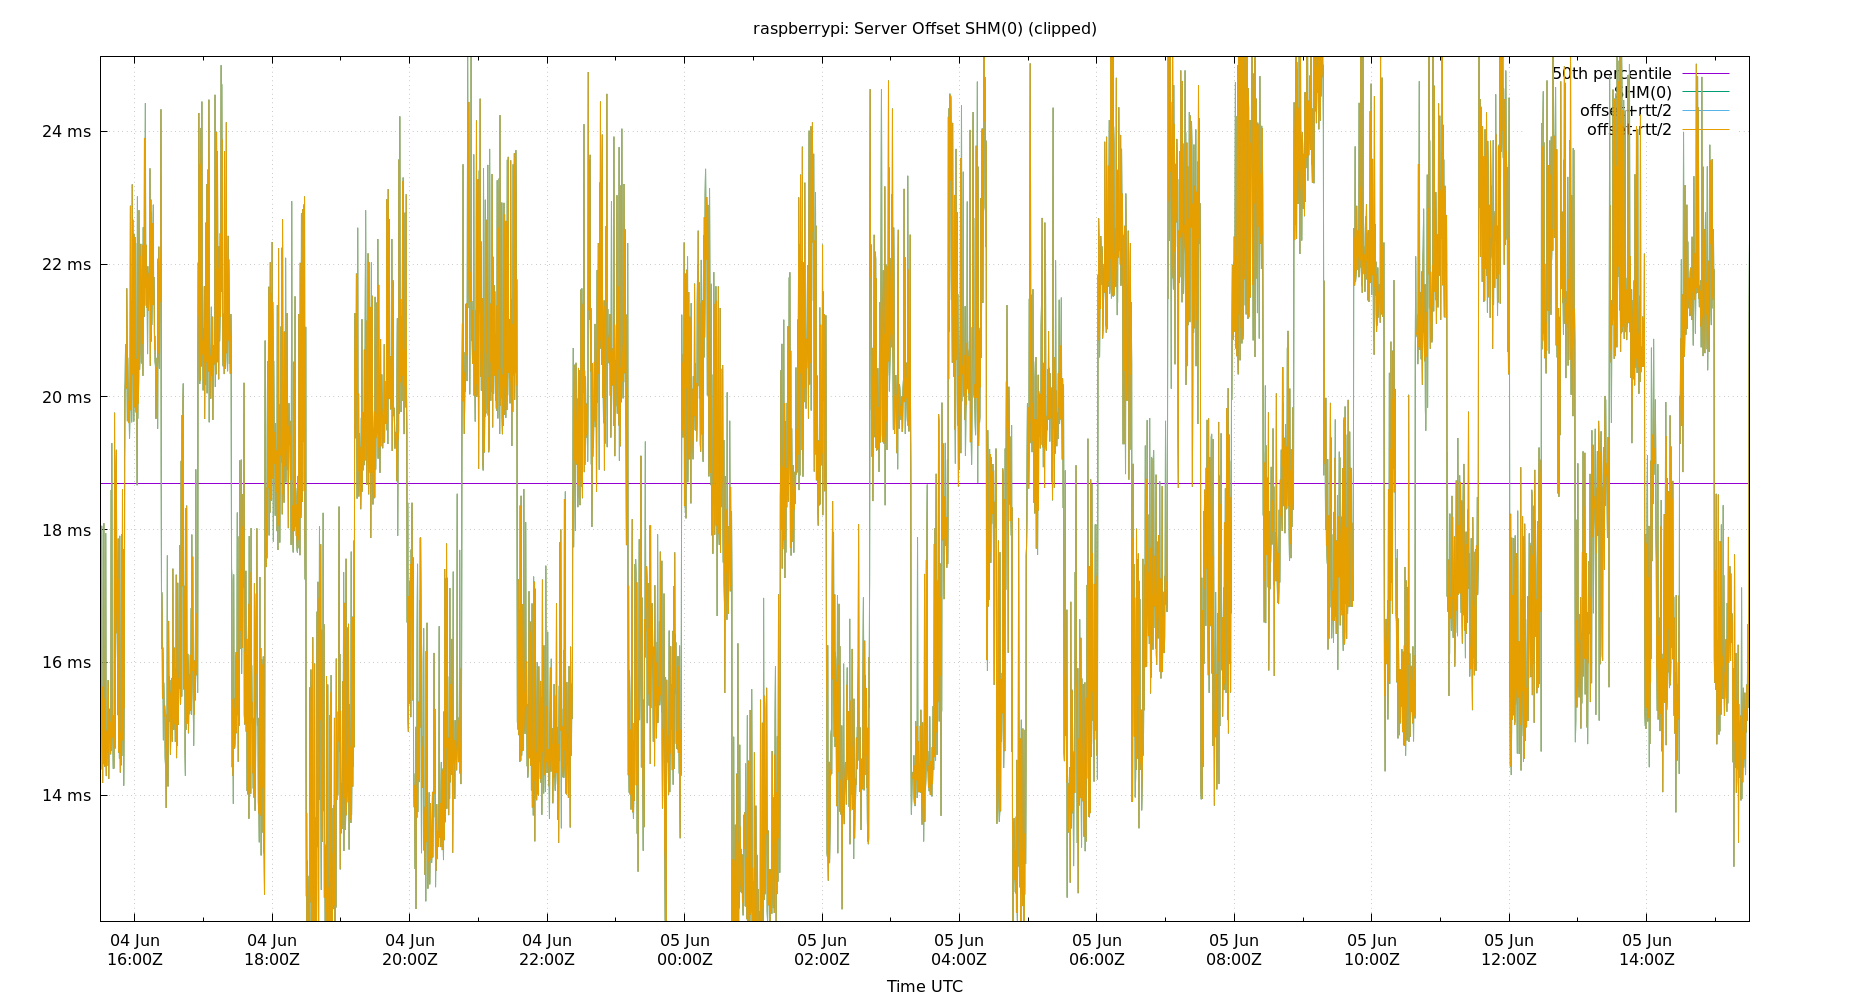 raspberrypi: Server Offset SHM(0) (clipped)
50th percentile
SHM(0)
offset+rtt/2
offset-rtt/2
24 ms
22 ms
20 ms
18 ms
16 ms
14 ms
04 Jun 04 Jun 04 Jun 04 Jun 05 Jun 05 Jun 05 Jun 05 Jun 05 Jun 05 Jun 05 Jun 05 Jun
16:00Z 18:00Z 20:00Z 22:00Z 00:00Z 02:00Z 04:00Z 06:00Z 08:00Z 10:00Z 12:00Z 14:00Z
Time UTC